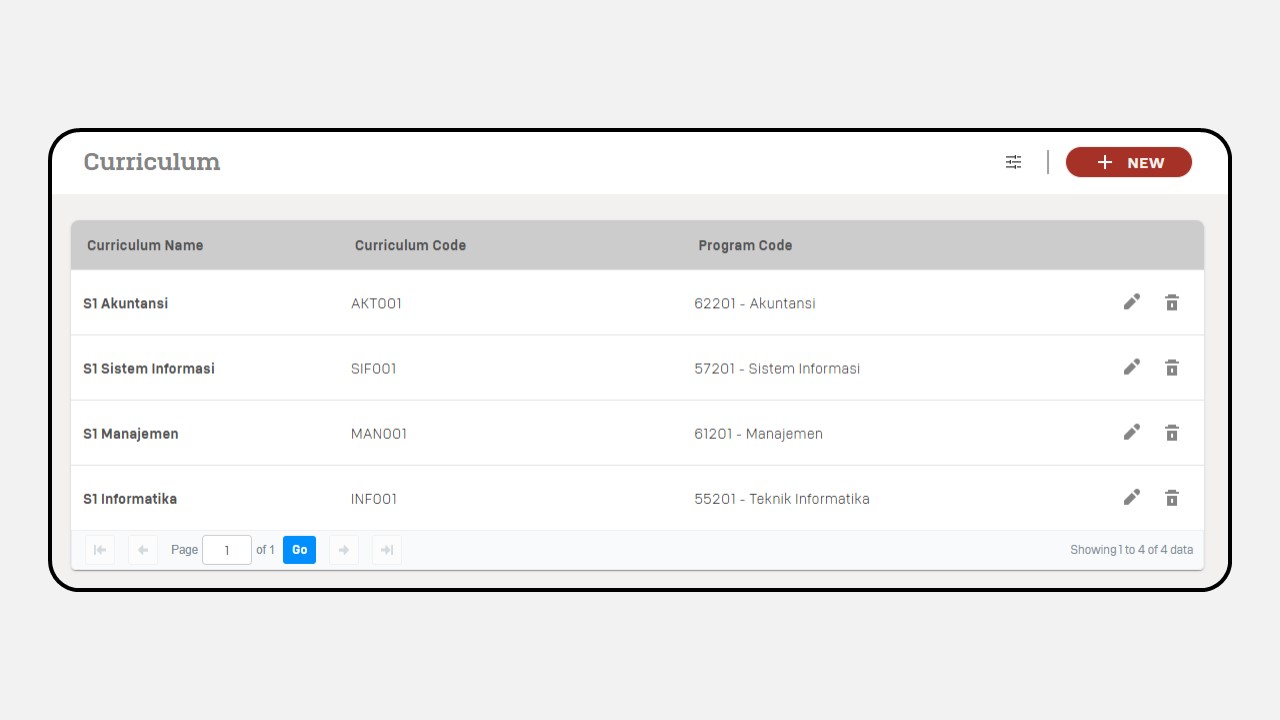 Curriculum
NEW
Curriculum Name Curriculum Code Program Code
S1 Akuntansi AKT001 62201 - Akuntansi
S1 Sistem Informasi SIF001 57201 - Sistem Informasi
S1 Manajemen MAN001 61201 - Manajemen
S1 Informatika INF001 55201 - Teknik Informatika
Page 1 of 1 Go Showing 1 to 4 of 4 data